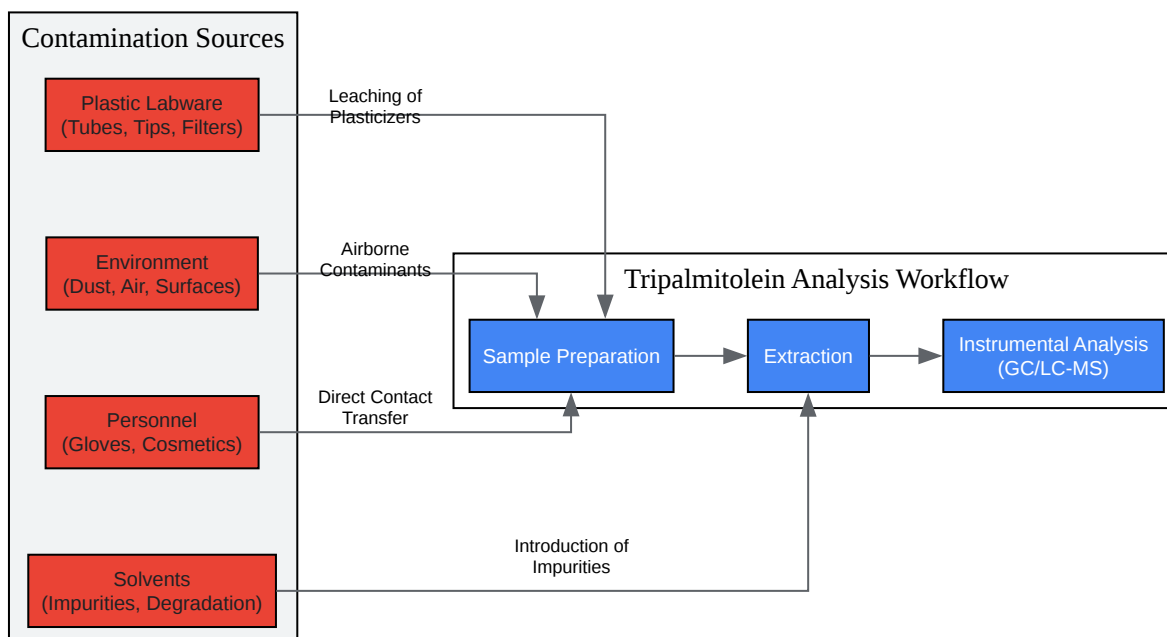 Contamination Sources
Plastic Labware
(Tubes, Tips, Filters)
Leaching of
Plasticizers
Environment
(Dust, Air, Surfaces)
Airborne
Contaminants
Personnel
(Gloves, Cosmetics)
Direct Contact
Transfer
Solvents
(Impurities, Degradation)
Introduction of
Impurities
Tripalmitolein Analysis Workflow
Sample Preparation
Extraction
Instrumental Analysis
(GC/LC-MS)